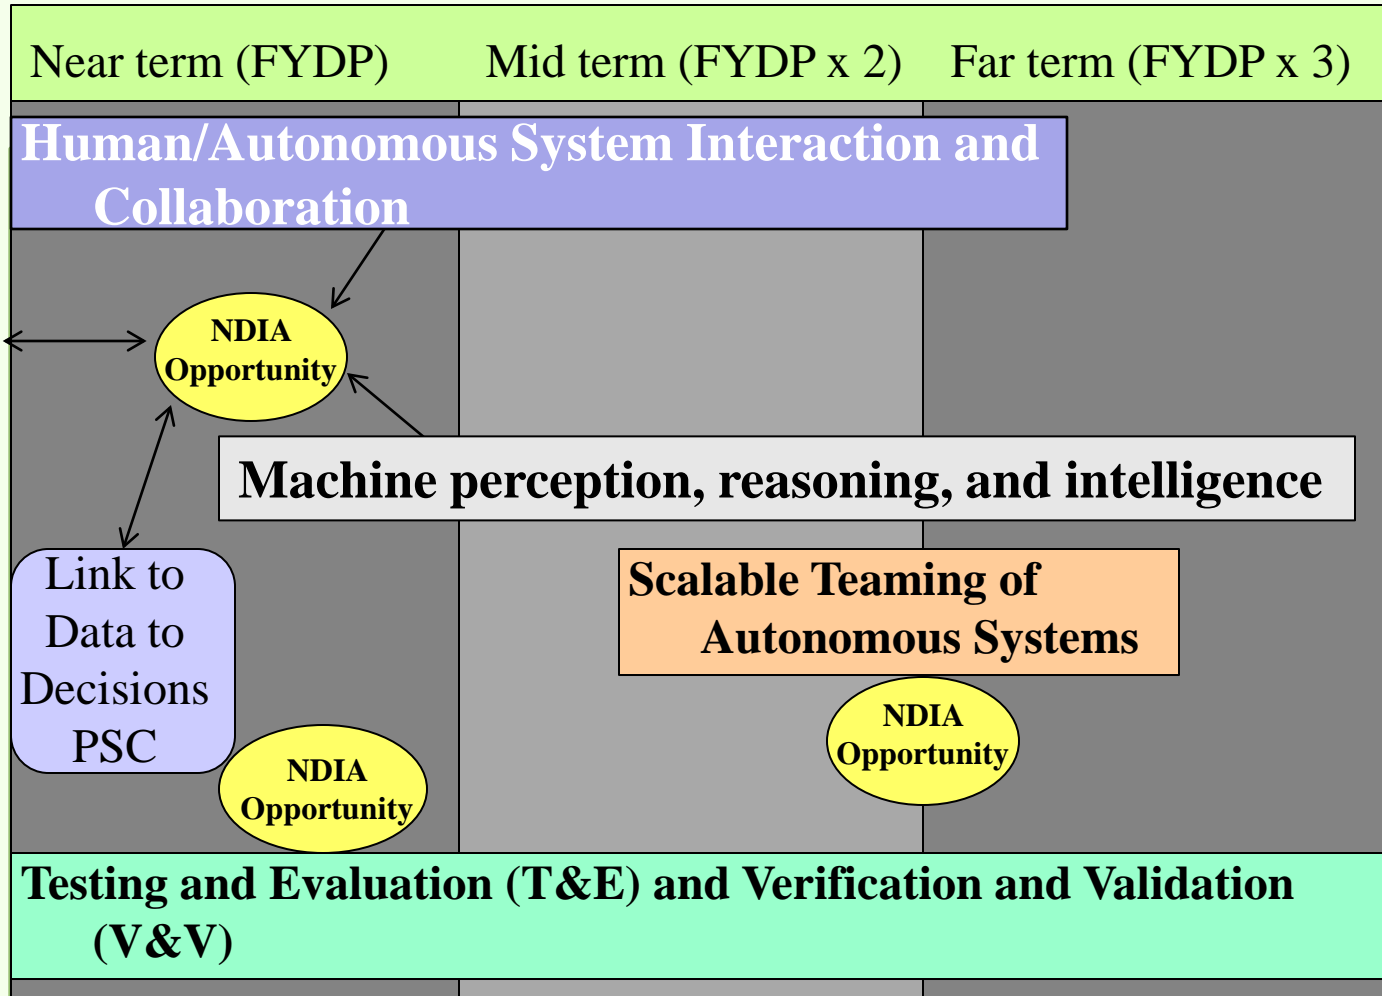 Near term (FYDP)
Mid term (FYDP x 2)
Far term (FYDP x 3)
Human/Autonomous System Interaction and
Collaboration
NDIA
Opportunity
Machine perception, reasoning, and intelligence
Link to
Data to
Decisions
PSC
Scalable Teaming of
Autonomous Systems
NDIA
Opportunity
NDIA
Opportunity
Testing and Evaluation (T&E) and Verification and Validation
(V&V)